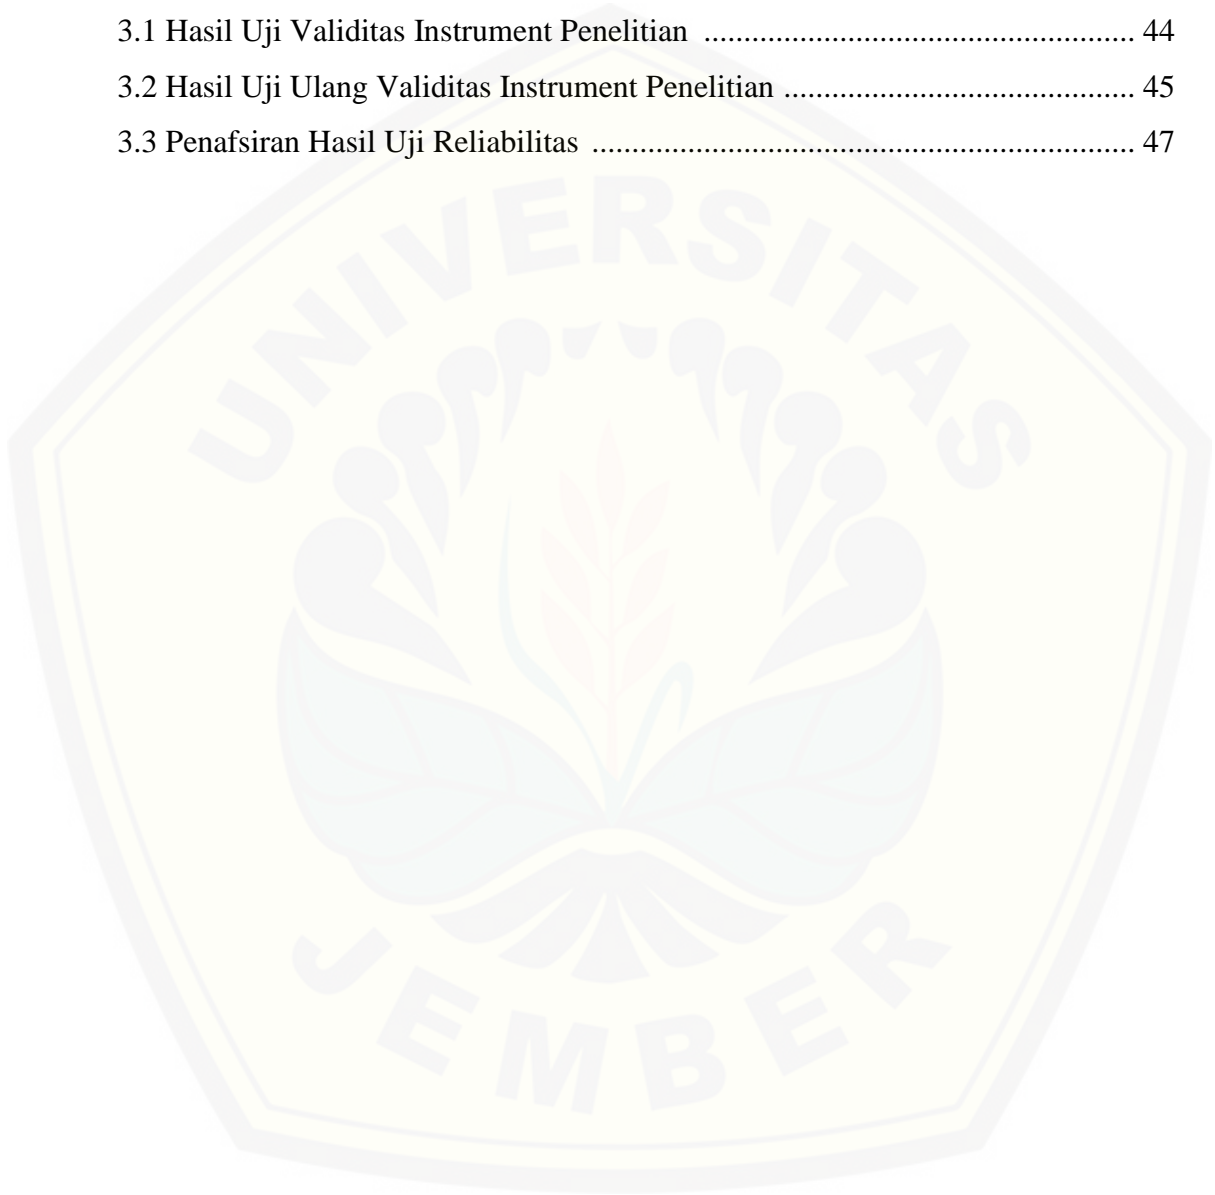 3.1 Hasil Uji Validitas Instrument Penelitian ...................................................... 44
3.2 Hasil Uji Ulang Validitas Instrument Penelitian ............................................ 45
3.3 Penafsiran Hasil Uji Reliabilitas .................................................................... 47
UNIVERSITAS
JEMBER